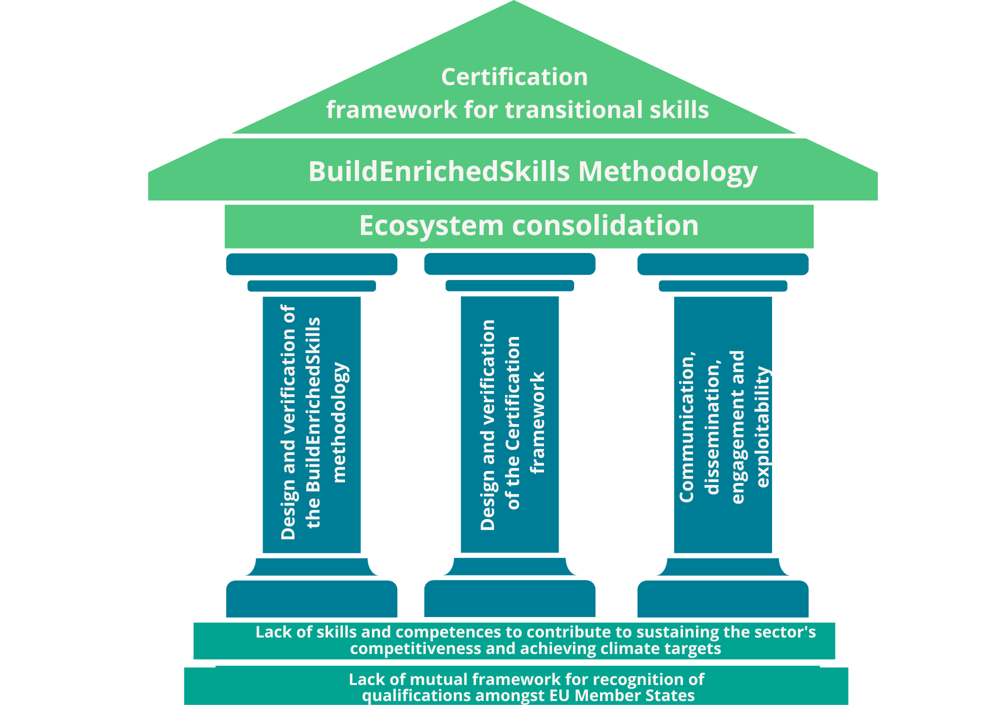 Certification
framework for transitional skills
BuildEnrichedSkills Methodology
Ecosystem consolidation
Design and verification of
the BuildEnrichedSkills
methodology
Design and verification
of the Certification
framework
Communication,
dissemination,
engagement and
exploitability
Lack of skills and competences to contribute to sustaining the sector's
competitiveness and achieving climate targets
Lack of mutual framework for recognition of
qualifications amongst EU Member States